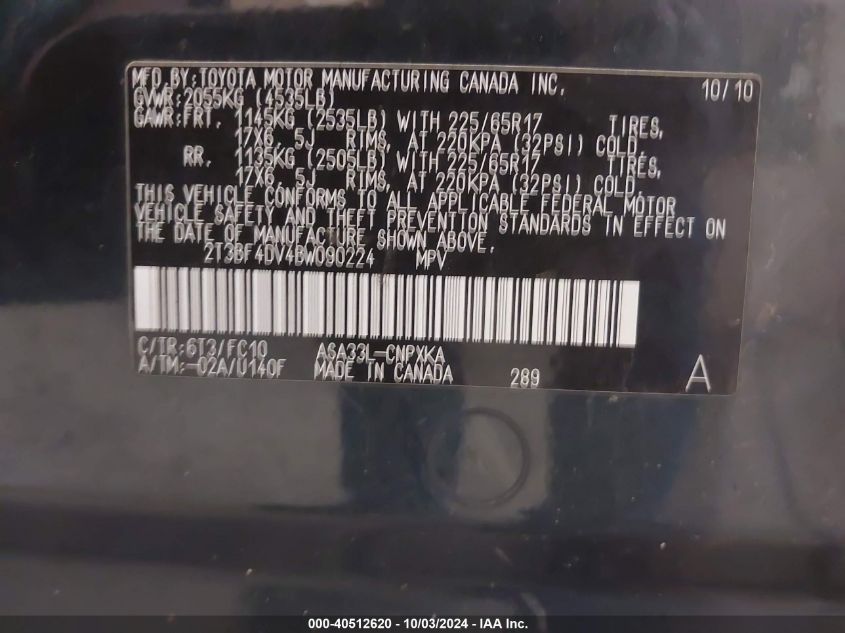 MFD.BY:TOYOTA MOTOR MANUFACTURING CANADA INC. 10/10
GVWR:2055KG (4535LB)
GAWR:FRT. 1145KG (2535LB) WITH 225/65R17 TIRES,
17X6. 5J RIMS, AT 220KPA (32PSI) COLD.
RR. 1135KG (2505LB) WITH 225/65R17 TIRES,
17X6. 5J RIMS, AT 220KPA (32PSI) COLD.
THIS VEHICLE CONFORMS TO ALL APPLICABLE FEDERAL MOTOR
VEHICLE SAFETY AND THEFT PREVENTION STANDARDS IN EFFECT ON
THE DATE OF MANUFACTURE SHOWN ABOVE.
2T3BF4DV4BW090224 MPV
C/TR:6T3/FC10 ASA33L-CNPXKA
A/TM:-02A/U140F MADE IN CANADA 289 A
000-40512620 - 10/03/2024 - IAA Inc.